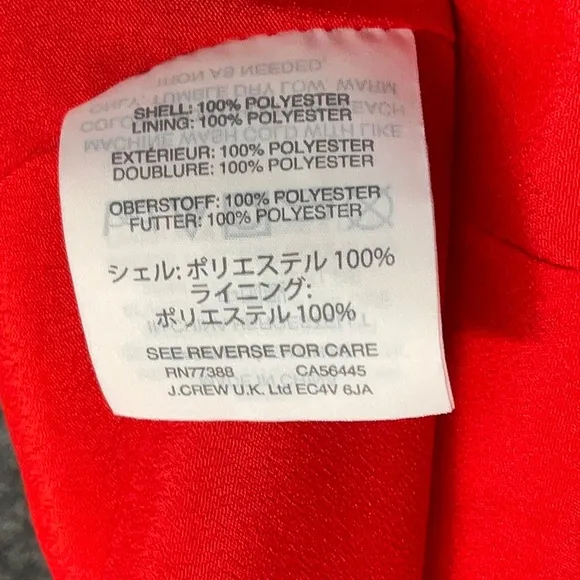 SHELL: 100% POLYESTER
LINING: 100% POLYESTER
EXTÉRIEUR: 100% POLYESTER
DOUBLURE: 100% POLYESTER
OBERSTOFF: 100% POLYESTER
FUTTER: 100% POLYESTER
シェル: ポリエステル 100%
ライニング:
ポリエステル 100%
SEE REVERSE FOR CARE
RN77388 CA56445
J.CREW U.K. Ltd EC4V 6JA